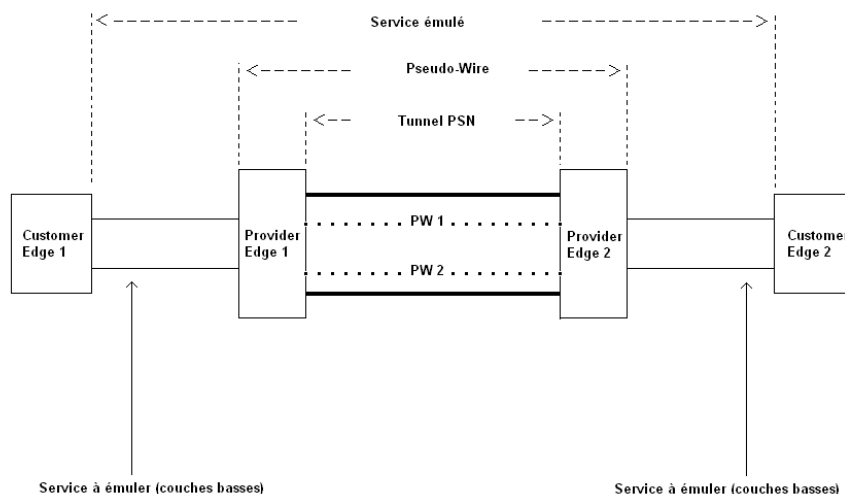 Service émulé
Pseudo-Wire
Tunnel PSN
Customer
Edge 1
Provider
Edge 1
PW 1
PW 2
Provider
Edge 2
Customer
Edge 2
Service à émuler (couches basses)
Service à émuler (couches basses)